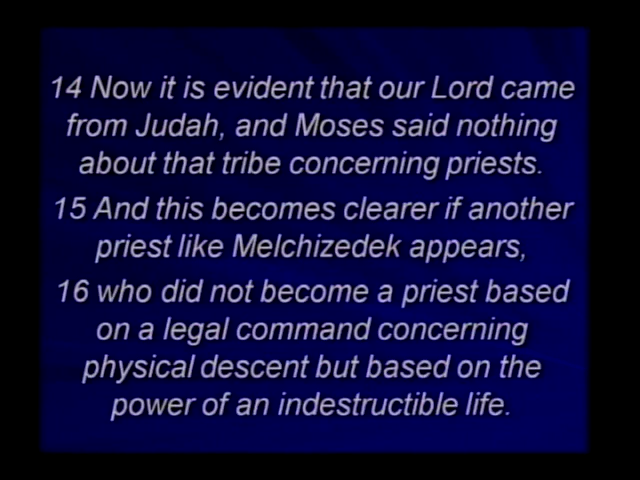 14 Now it is evident that our Lord came
from Judah, and Moses said nothing
about that tribe concerning priests.
15 And this becomes clearer if another
priest like Melchizedek appears,
16 who did not become a priest based
on a legal command concerning
physical descent but based on the
power of an indestructible life.